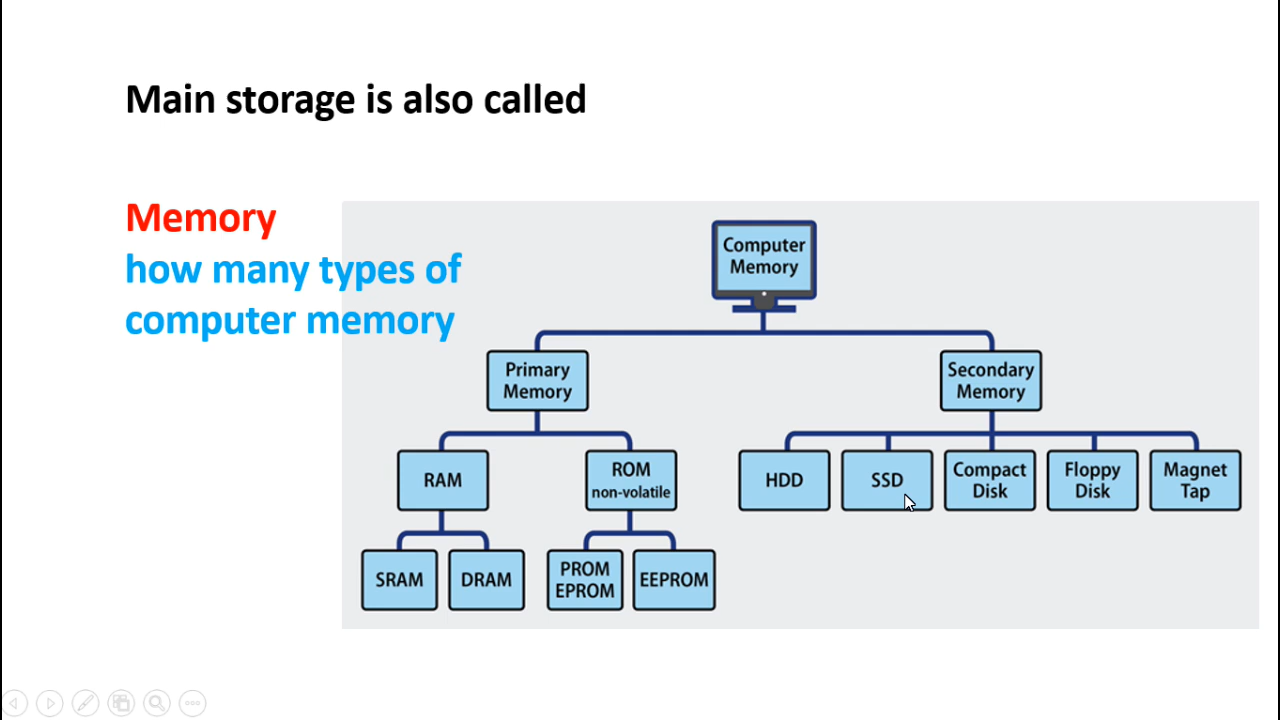 Main storage is also called
Memory
how many types of
computer memory
Computer
Memory
Primary
Memory
Secondary
Memory
RAM
ROM
non-volatile
HDD
SSD
Compact
Disk
Floppy
Disk
Magnet
Tap
SRAM
DRAM
PROM
EPROM
EEPROM